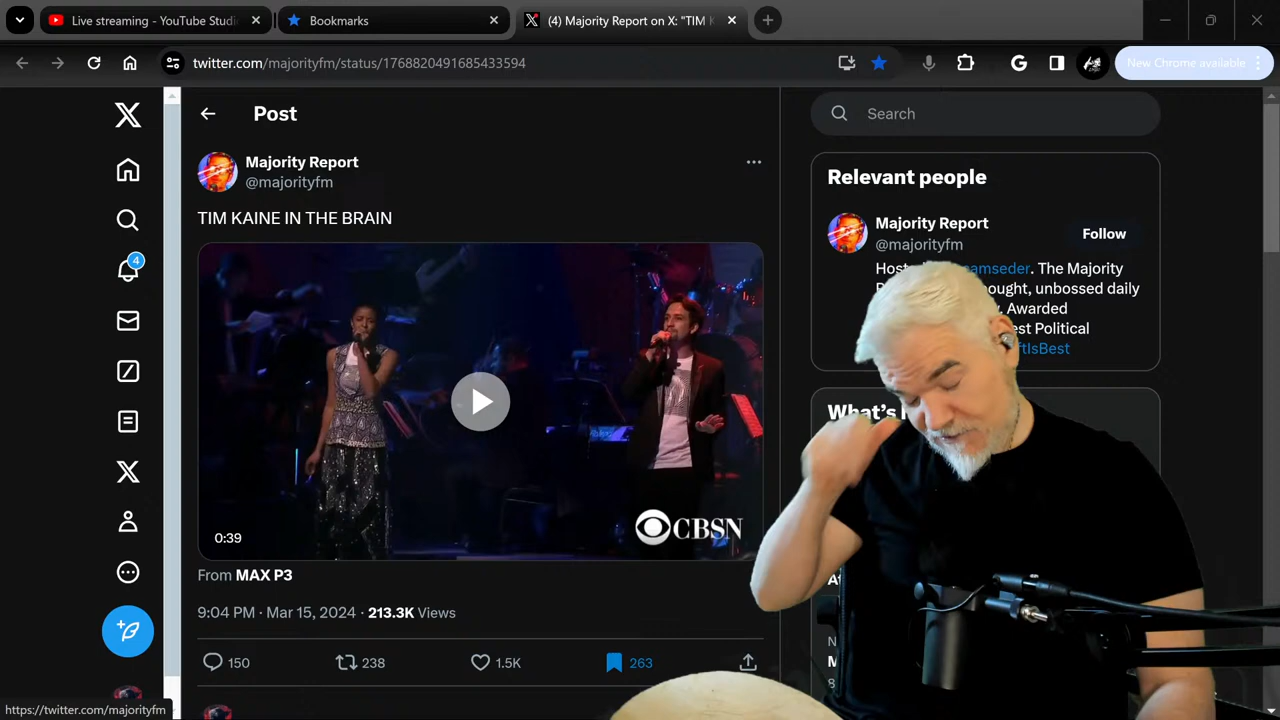 Live streaming - YouTube Studi
Bookmarks
(4) Majority Report on X: "TIM K
twitter.com/majorityfm/status/1768820491685433594
New Chrome available
Post
Search
Majority Report
@majorityfm
TIM KAINE IN THE BRAIN
CBSN
0:39
From MAX P3
9:04 PM · Mar 15, 2024 · 213.3K Views
150
238
1.5K
263
4
Relevant people
Majority Report
@majorityfm
Follow
amseder. The Majority
ought, unbossed daily
Awarded
est Political
ftIsBest
What's
https://twitter.com/majorityfm